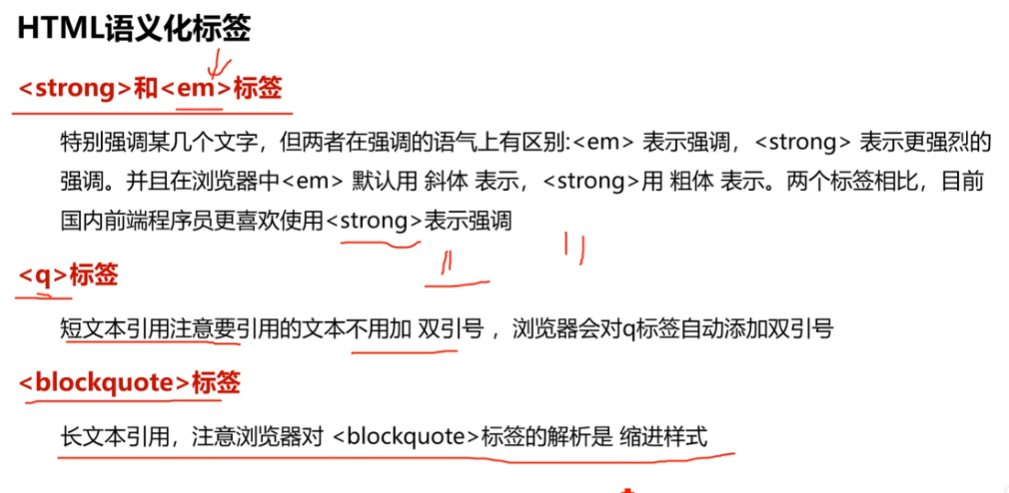 HTML语义化标签
<strong>和<em>标签
特别强调某几个文字，但两者在强调的语气上有区别:<em> 表示强调，<strong> 表示更强烈的
强调。并且在浏览器中<em> 默认用 斜体 表示，<strong>用 粗体 表示。两个标签相比，目前
国内前端程序员更喜欢使用<strong>表示强调
<q>标签
短文本引用注意要引用的文本不用加 双引号 ，浏览器会对q标签自动添加双引号
<blockquote>标签
长文本引用，注意浏览器对 <blockquote>标签的解析是 缩进样式